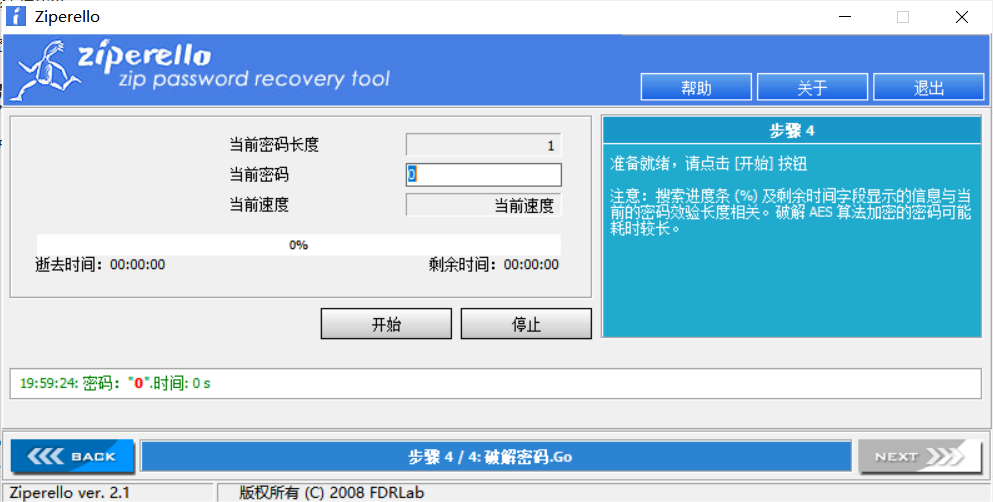 Ziperello
ziperello
zip password recovery tool
帮助
关于
退出
当前密码长度
1
当前密码
0
当前速度
当前速度
0%
逝去时间：00:00:00
剩余时间：00:00:00
开始
停止
步骤 4
准备就绪，请点击 [开始] 按钮
注意：搜索进度条 (%) 及剩余时间字段显示的信息与当
前的密码效验长度相关。破解 AES 算法加密的密码可能
耗时较长。
19:59:24: 密码："0".时间: 0 s
BACK
步骤 4 / 4: 破解密码.Go
NEXT
Ziperello ver. 2.1
版权所有 (C) 2008 FDRLab